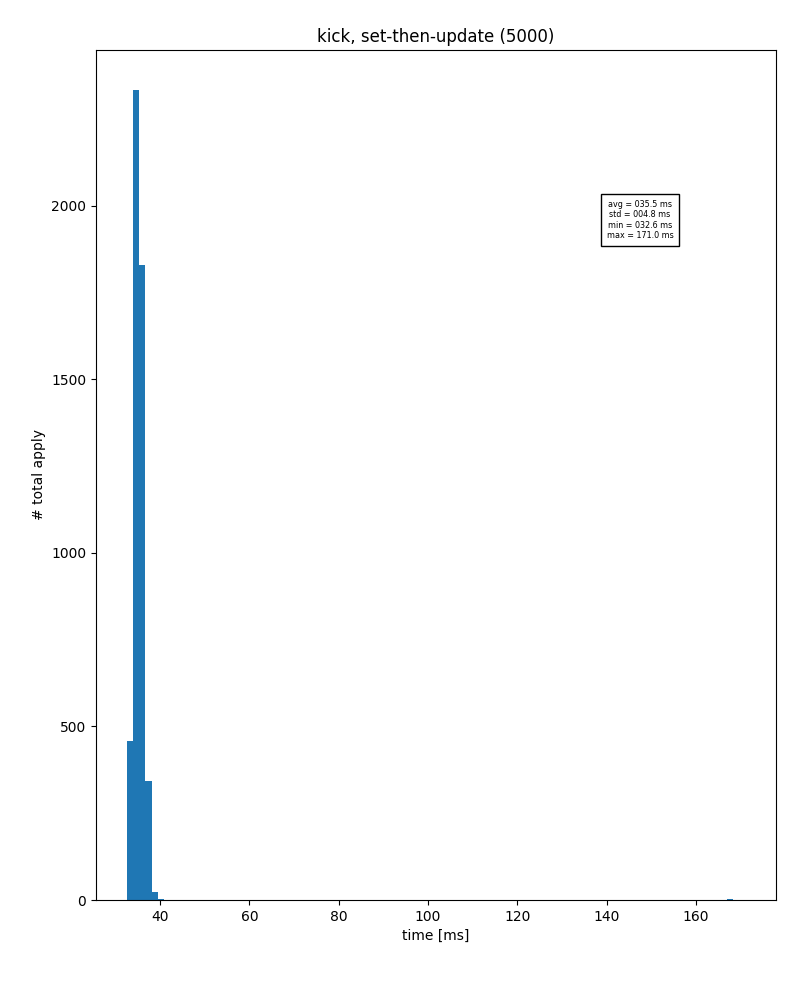 kick, set-then-update (5000)
2000
1500
1000
500
0
# total apply
avg = 035.5 ms
std = 004.8 ms
min = 032.6 ms
max = 171.0 ms
40 60 80 100 120 140 160
time [ms]